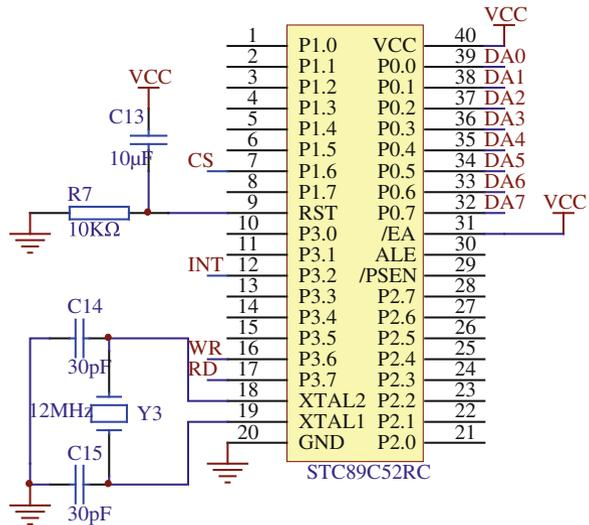 VCC
1 P1.0 VCC 40
2 P1.1 P0.0 39 DA0
VCC 3 P1.2 P0.1 38 DA1
4 P1.3 P0.2 37 DA2
C13 5 P1.4 P0.3 36 DA3
10μF 6 P1.5 P0.4 35 DA4
CS 7 P1.6 P0.5 34 DA5
8 P1.7 P0.6 33 DA6
R7 9 RST P0.7 32 DA7 VCC
10KΩ 10 P3.0 /EA 31
11 P3.1 ALE 30
INT 12 P3.2 /PSEN 29
13 P3.3 P2.7 28
C14 14 P3.4 P2.6 27
15 P3.5 P2.5 26
WR 16 P3.6 P2.4 25
30pF RD 17 P3.7 P2.3 24
18 XTAL2 P2.2 23
12MHz Y3 19 XTAL1 P2.1 22
20 GND P2.0 21
C15 STC89C52RC
30pF